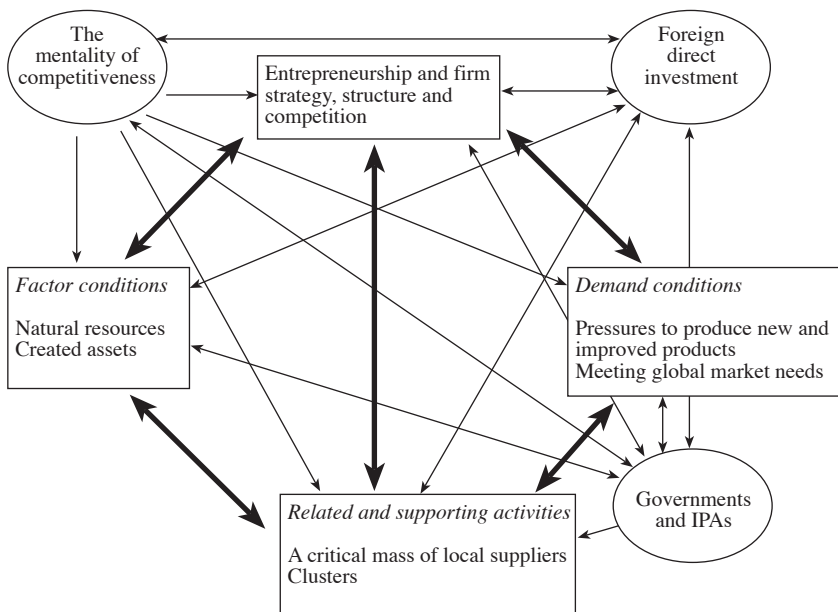 The
mentality of
competitiveness
Foreign
direct
investment
Entrepreneurship and firm
strategy, structure and
competition
Factor conditions
Natural resources
Created assets
Demand conditions
Pressures to produce new and
improved products
Meeting global market needs
Related and supporting activities
A critical mass of local suppliers
Clusters
Governments
and IPAs